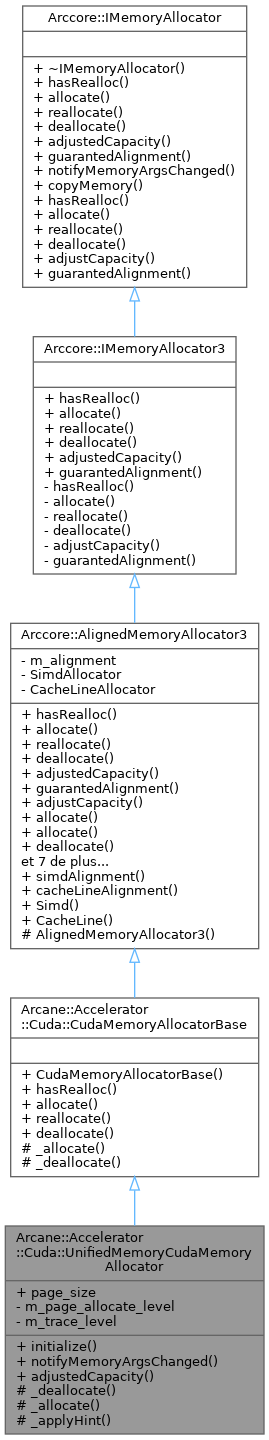 Arccore::IMemoryAllocator
+ ~IMemoryAllocator()
+ hasRealloc()
+ allocate()
+ reallocate()
+ deallocate()
+ adjustedCapacity()
+ guarantedAlignment()
+ notifyMemoryArgsChanged()
+ copyMemory()
+ hasRealloc()
+ allocate()
+ reallocate()
+ deallocate()
+ adjustCapacity()
+ guarantedAlignment()
Arccore::IMemoryAllocator3
+ hasRealloc()
+ allocate()
+ reallocate()
+ deallocate()
+ adjustedCapacity()
+ guarantedAlignment()
- hasRealloc()
- allocate()
- reallocate()
- deallocate()
- adjustCapacity()
- guarantedAlignment()
Arccore::AlignedMemoryAllocator3
- m_alignment
- SimdAllocator
- CacheLineAllocator
+ hasRealloc()
+ allocate()
+ reallocate()
+ deallocate()
+ adjustedCapacity()
+ guarantedAlignment()
+ adjustCapacity()
+ allocate()
+ allocate()
+ deallocate()
et 7 de plus...
+ simdAlignment()
+ cacheLineAlignment()
+ Simd()
+ CacheLine()
# AlignedMemoryAllocator3()
Arcane::Accelerator
::Cuda::CudaMemoryAllocatorBase
+ CudaMemoryAllocatorBase()
+ hasRealloc()
+ allocate()
+ reallocate()
+ deallocate()
# _allocate()
# _deallocate()
Arcane::Accelerator
::Cuda::UnifiedMemoryCudaMemory
Allocator
+ page_size
- m_page_allocate_level
- m_trace_level
+ initialize()
+ notifyMemoryArgsChanged()
+ adjustedCapacity()
# _deallocate()
# _allocate()
# _applyHint()